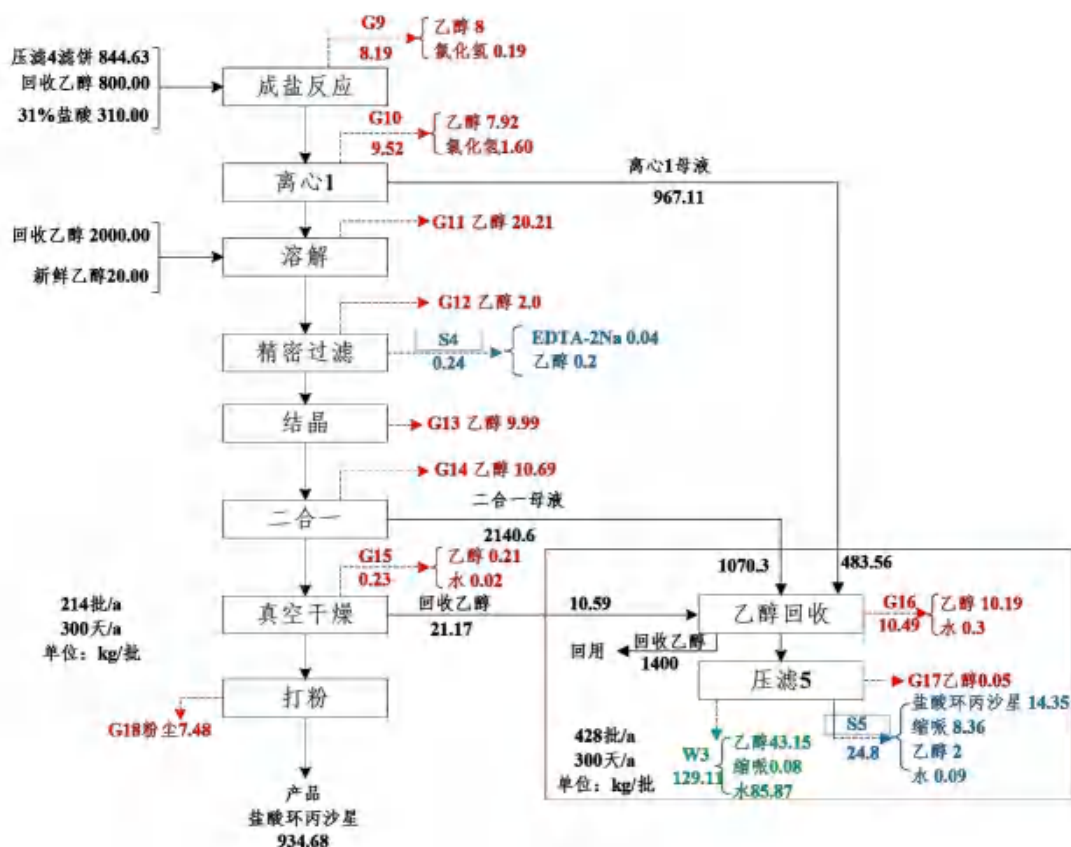 G9
8.19
乙醇 8
氯化氢 0.19
压滤4滤饼 844.63
回收乙醇 800.00
31%盐酸 310.00
成盐反应
G10
9.52
乙醇 7.92
氯化氢1.60
离心1
离心1母液
967.11
回收乙醇 2000.00
新鲜乙醇20.00
G11 乙醇 20.21
溶解
G12 乙醇 2.0
精密过滤
S4
0.24
EDTA-2Na 0.04
乙醇 0.2
结晶
G13 乙醇 9.99
G14 乙醇 10.69
二合一
二合一母液
2140.6
G15
0.23
乙醇 0.21
水 0.02
1070.3
483.56
214批/a
300天/a
单位：kg/批
真空干燥
回收乙醇
21.17
10.59
乙醇回收
G16
10.49
乙醇 10.19
水 0.3
回用
回收乙醇
1400
压滤5
G17乙醇0.05
打粉
G18粉尘7.48
S5
24.8
盐酸环丙沙星 14.35
缩哌 8.36
乙醇 2
水 0.09
428批/a
300天/a
单位：kg/批
W3
129.11
乙醇43.15
缩哌0.08
水85.87
产品
盐酸环丙沙星
934.68